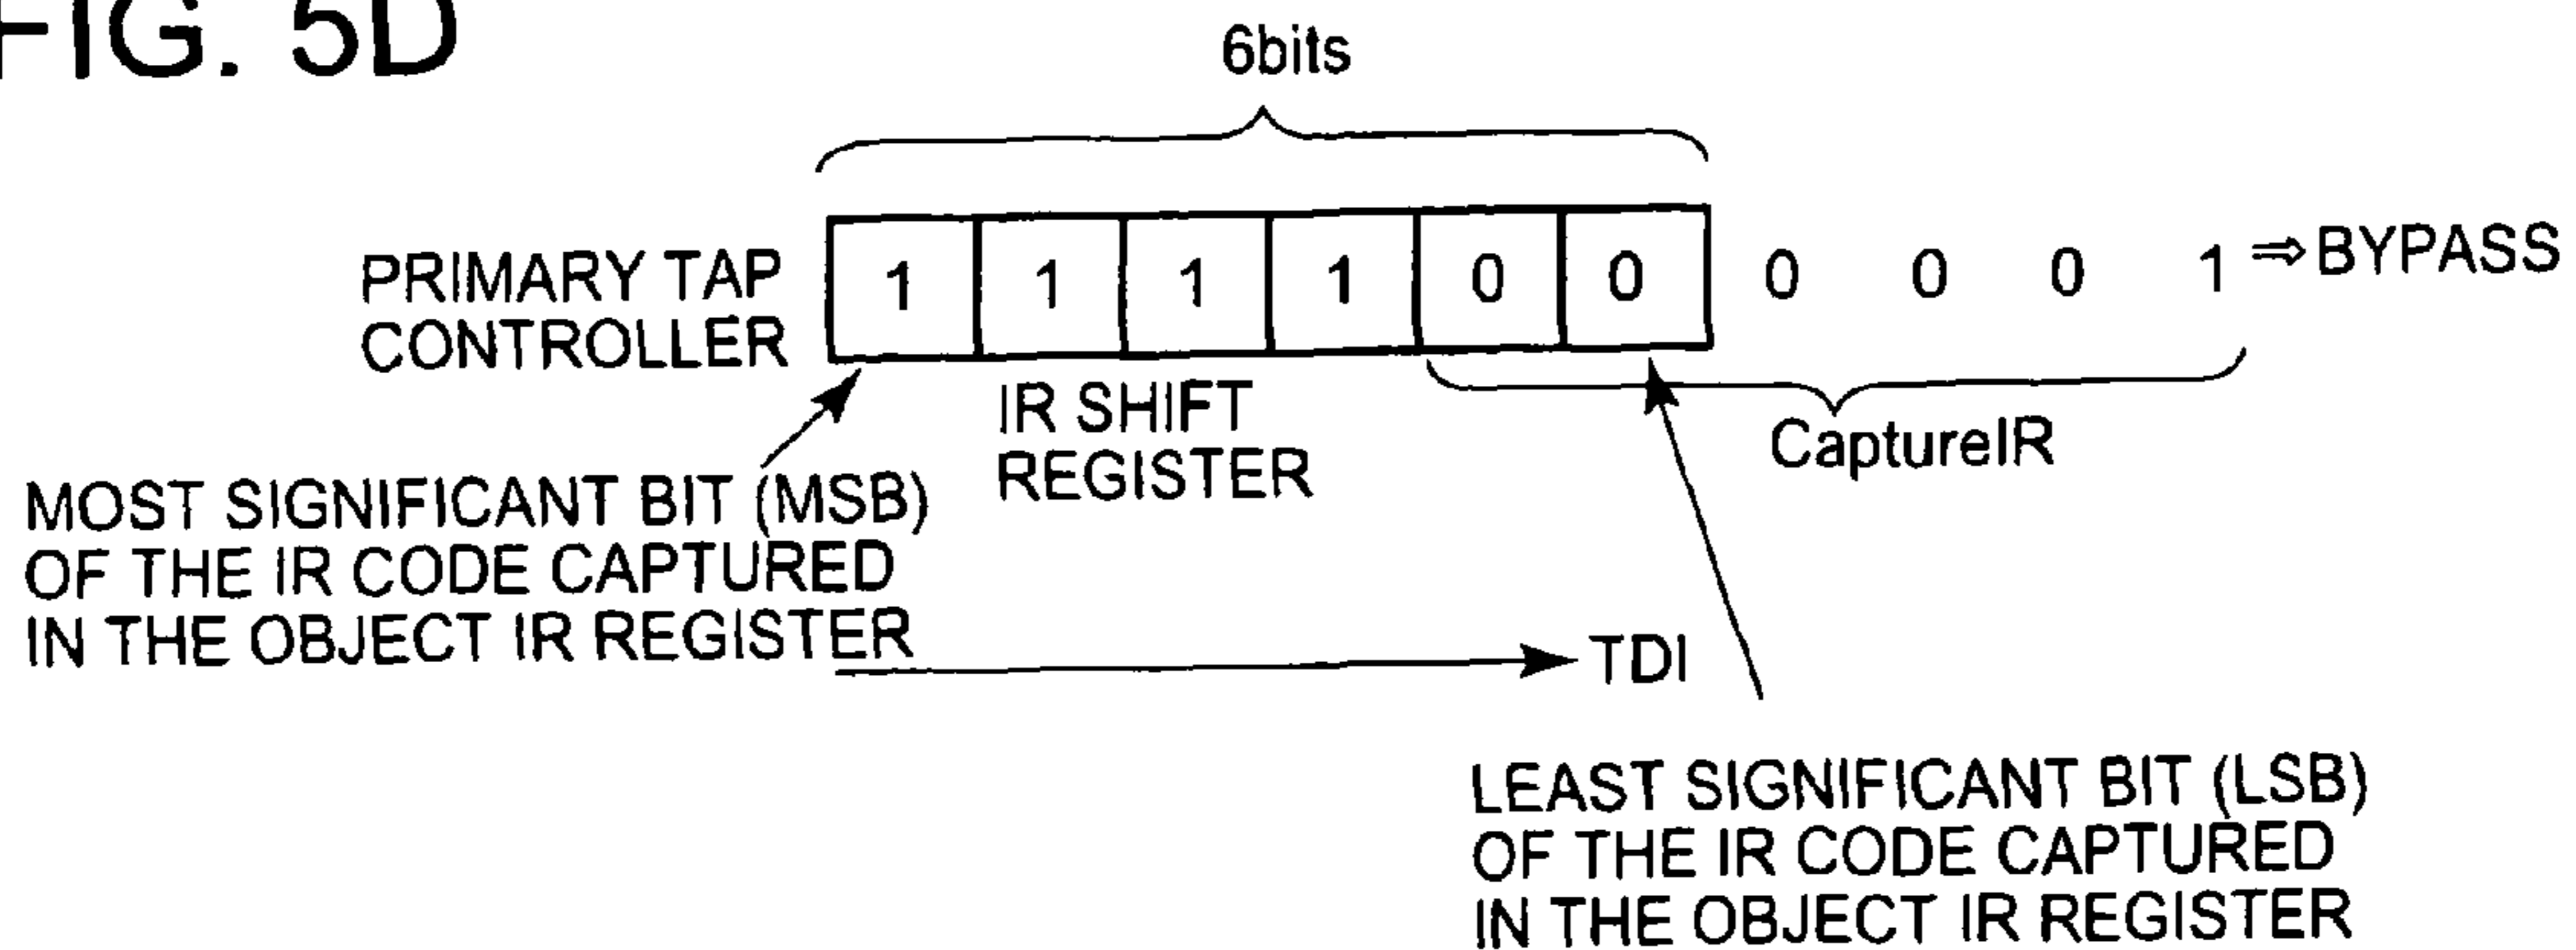 FIG. 5D
6bits
PRIMARY TAP
CONTROLLER
1 1 1 1 0 0 0 0 0 1 ⇒BYPASS
IR SHIFT
REGISTER
CaptureIR
MOST SIGNIFICANT BIT (MSB)
OF THE IR CODE CAPTURED
IN THE OBJECT IR REGISTER
TDI
LEAST SIGNIFICANT BIT (LSB)
OF THE IR CODE CAPTURED
IN THE OBJECT IR REGISTER